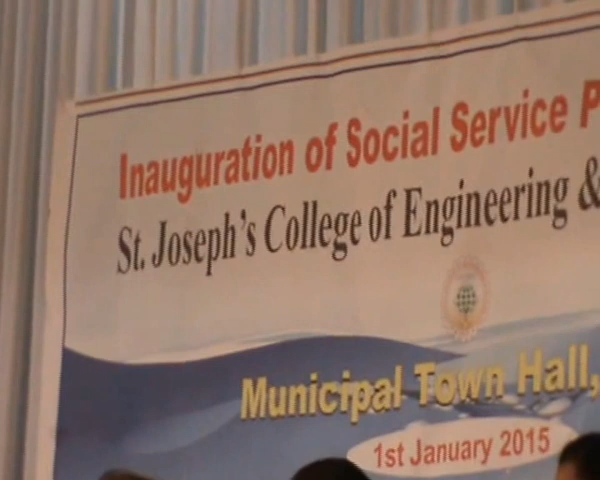 Inauguration of Social Service P
St. Joseph's College of Engineering &
Municipal Town Hall,
1st January 2015